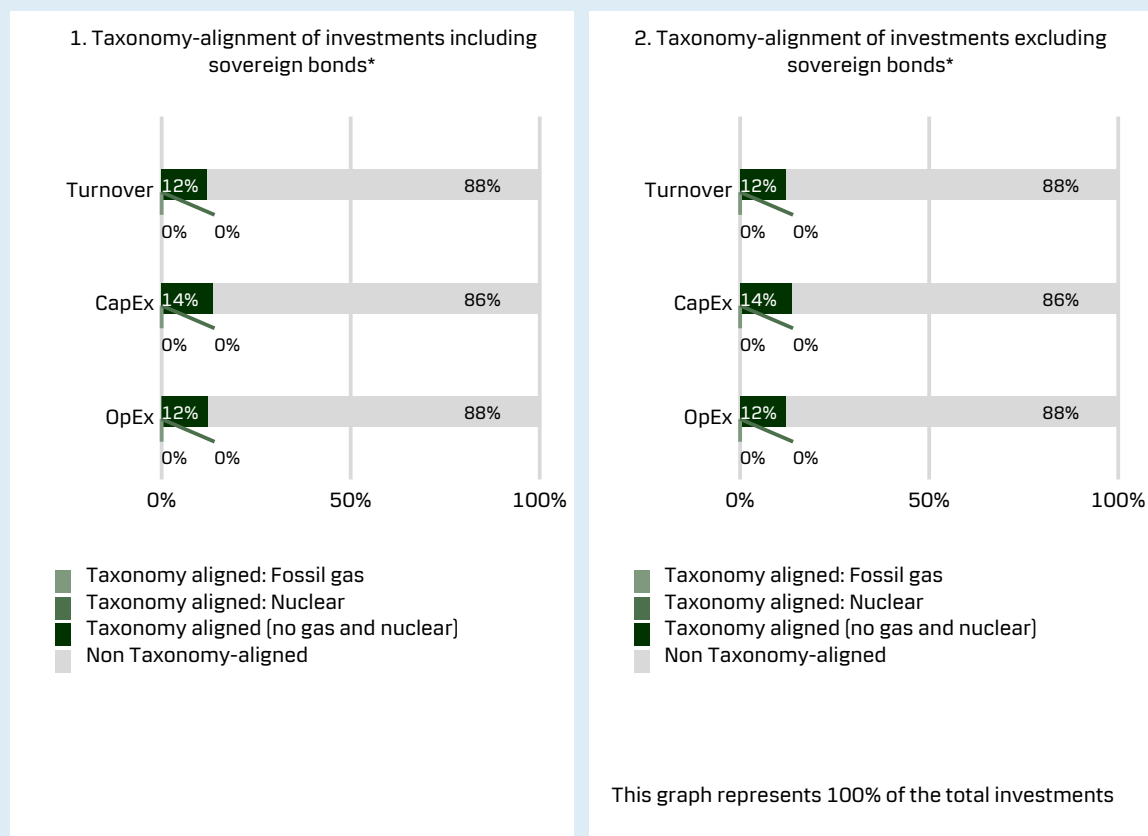 1. Taxonomy-alignment of investments including
sovereign bonds*
Turnover 12% 88%
0% 0%
CapEx 14% 86%
0% 0%
OpEx 12% 88%
0% 0%
0% 50% 100%
Taxonomy aligned: Fossil gas
Taxonomy aligned: Nuclear
Taxonomy aligned (no gas and nuclear)
Non Taxonomy-aligned
2. Taxonomy-alignment of investments excluding
sovereign bonds*
Turnover 12% 88%
0% 0%
CapEx 14% 86%
0% 0%
OpEx 12% 88%
0% 0%
0% 50% 100%
Taxonomy aligned: Fossil gas
Taxonomy aligned: Nuclear
Taxonomy aligned (no gas and nuclear)
Non Taxonomy-aligned
This graph represents 100% of the total investments